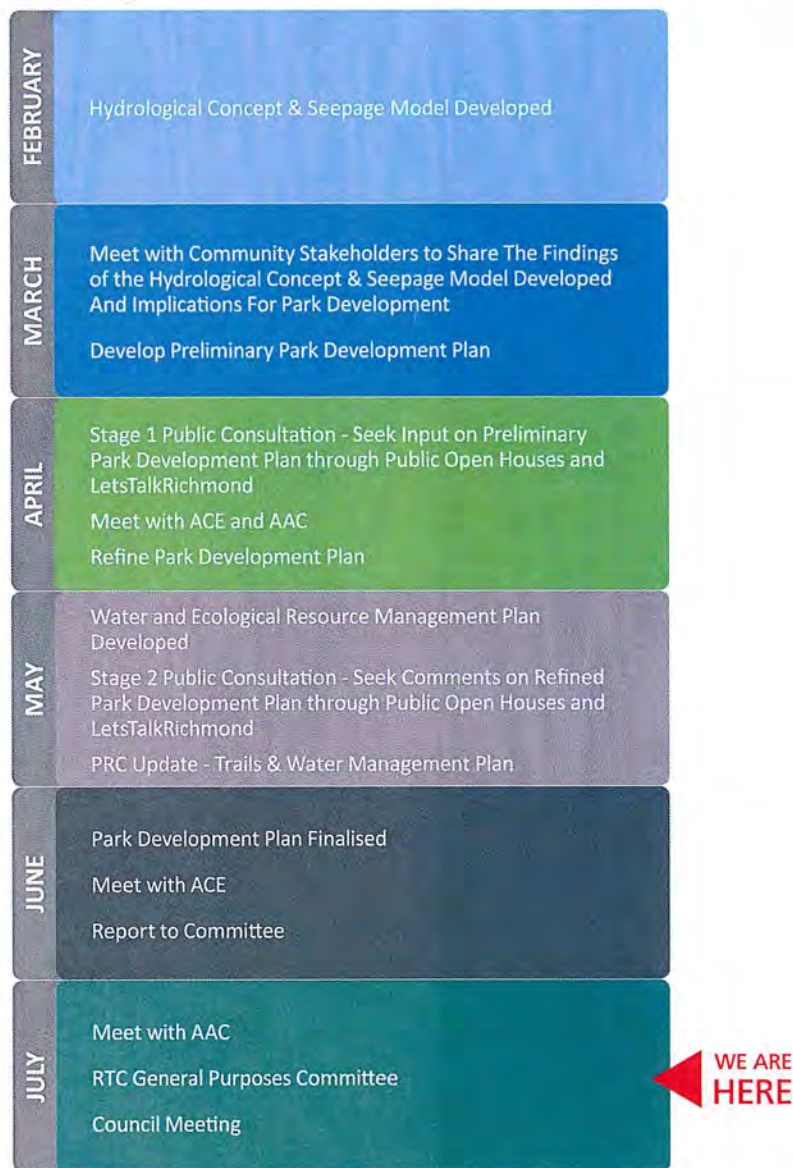 FEBRUARY
Hydrological Concept & Seepage Model Developed
MARCH
Meet with Community Stakeholders to Share The Findings
of the Hydrological Concept & Seepage Model Developed
And Implications For Park Development
Develop Preliminary Park Development Plan
APRIL
Stage 1 Public Consultation - Seek Input on Preliminary
Park Development Plan through Public Open Houses and
LetsTalkRichmond
Meet with ACE and AAC
Refine Park Development Plan
MAY
Water and Ecological Resource Management Plan
Developed
Stage 2 Public Consultation - Seek Comments on Refined
Park Development Plan through Public Open Houses and
LetsTalkRichmond
PRC Update - Trails & Water Management Plan
JUNE
Park Development Plan Finalised
Meet with ACE
Report to Committee
JULY
Meet with AAC
RTC General Purposes Committee
Council Meeting
WE ARE
HERE